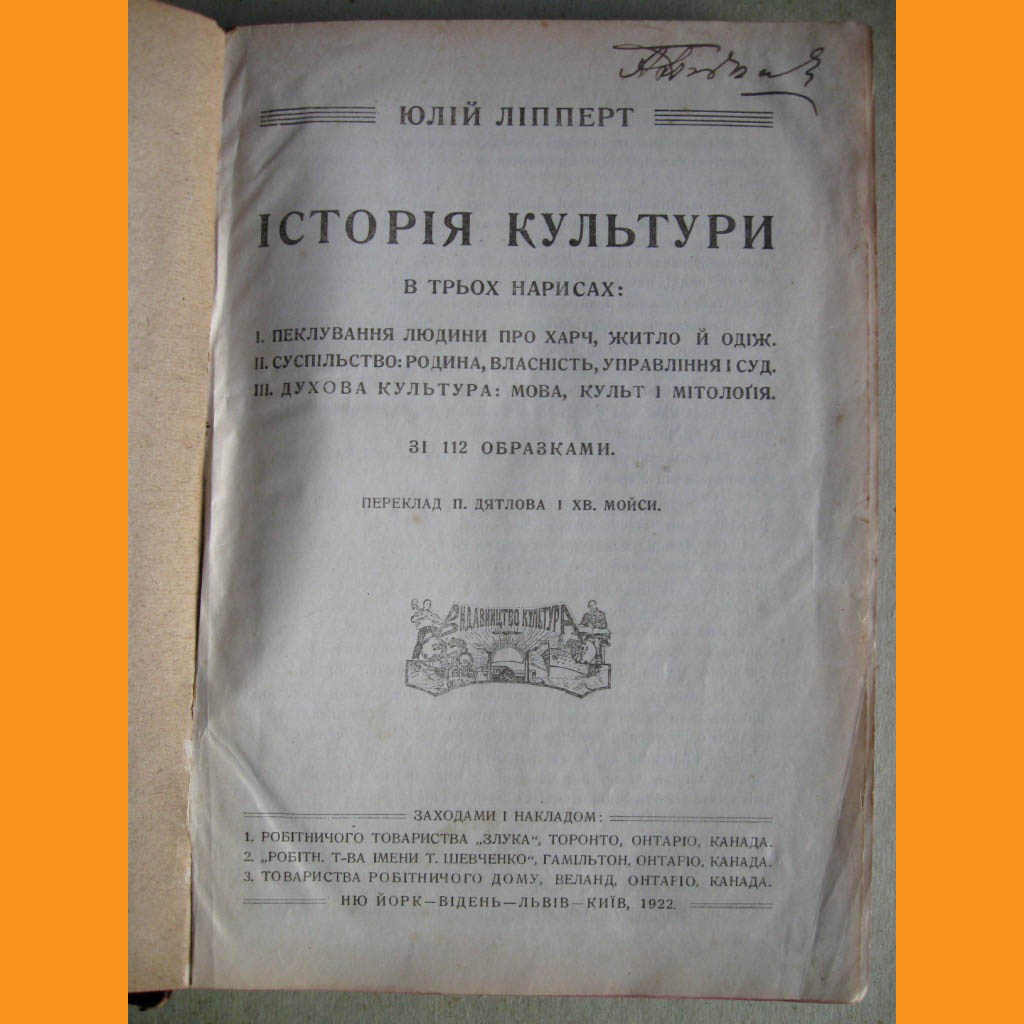 ЮЛІЙ ЛІППЕРТ
ІСТОРІЯ КУЛЬТУРИ
В ТРЬОХ НАРИСАХ:
І. ПЕКЛУВАННЯ ЛЮДИНИ ПРО ХАРЧ, ЖИТЛО Й ОДІЖ.
ІІ. СУСПІЛЬСТВО: РОДИНА, ВЛАСНІСТЬ, УПРАВЛІННЯ І СУД.
ІІІ. ДУХОВА КУЛЬТУРА: МОВА, КУЛЬТ І МІТОЛОҐІЯ.
ЗІ 112 ОБРАЗКАМИ.
ПЕРЕКЛАД П. ДЯТЛОВА І ХВ. МОЙСИ.
ВИДАВНИЦТВО КУЛЬТУРА
ЗАХОДАМИ І НАКЛАДОМ:
1. РОБІТНИЧОГО ТОВАРИСТВА „ЗЛУКА“, ТОРОНТО, ОНТАРІО, КАНАДА.
2. „РОБІТН. Т-ВА ІМЕНИ Т. ШЕВЧЕНКО“, ГАМІЛЬТОН, ОНТАРІО, КАНАДА.
3. ТОВАРИСТВА РОБІТНИЧОГО ДОМУ, ВЕЛАНД, ОНТАРІО, КАНАДА.
НЮ ЙОРК—ВІДЕНЬ—ЛЬВІВ—КИЇВ, 1922.